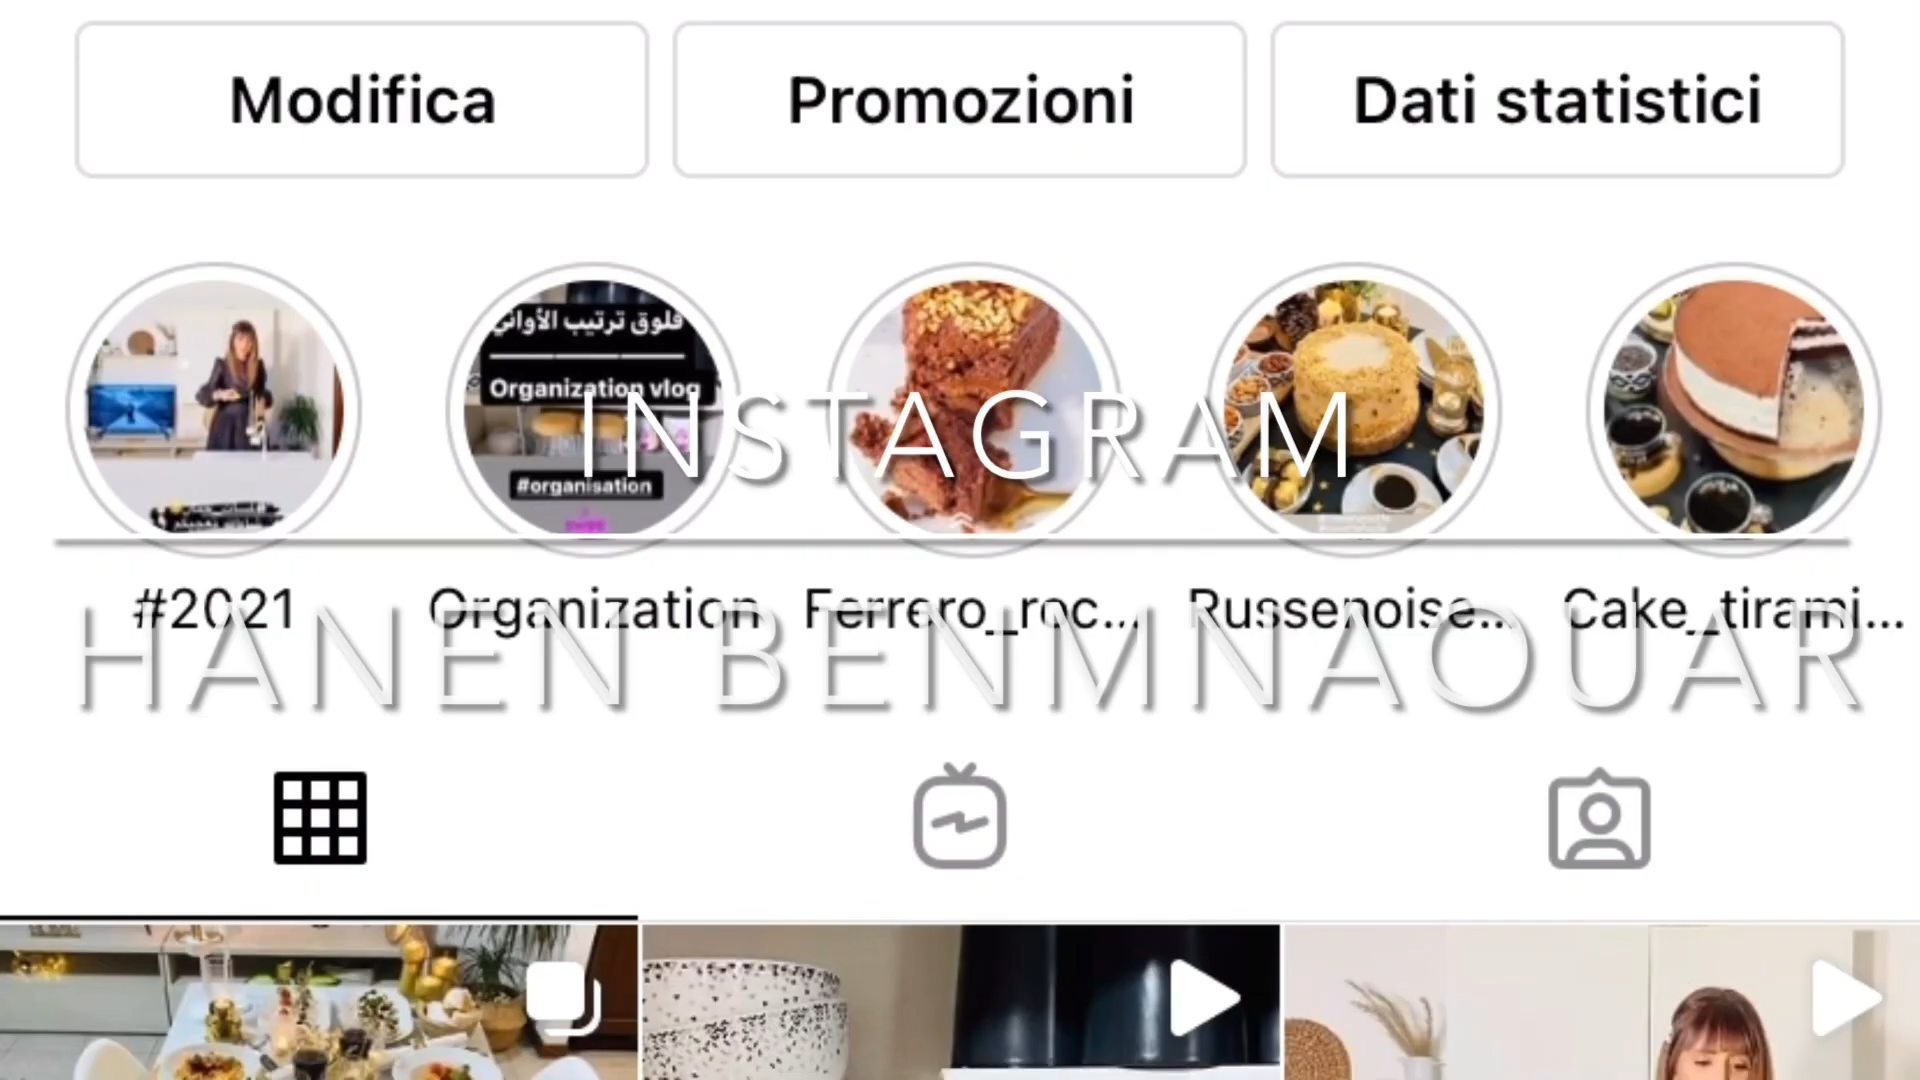 Modifica Promozioni Dati statistici
فلوق ترتيب الأواني
Organization vlog
#organisation
INSTAGRAM
#2021 Organization Ferrero_roc... Russenoise... Cake_tirami...
HANEN BENMNAOUAR